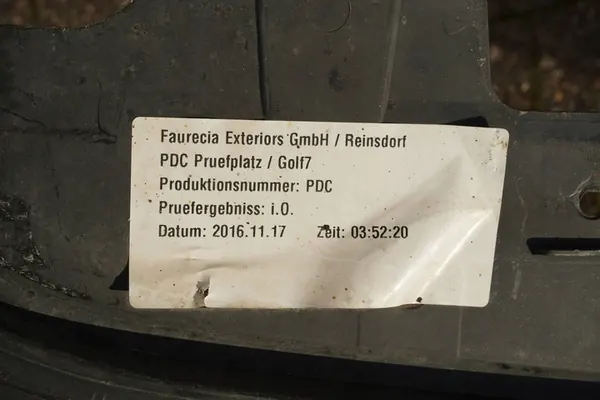 Faurecia Exteriors GmbH / Reinsdorf
PDC Pruefplatz / Golf7
Produktionsnummer: PDC
Pruefergebniss: i.O.
Datum: 2016.11.17 Zeit: 03:52:20